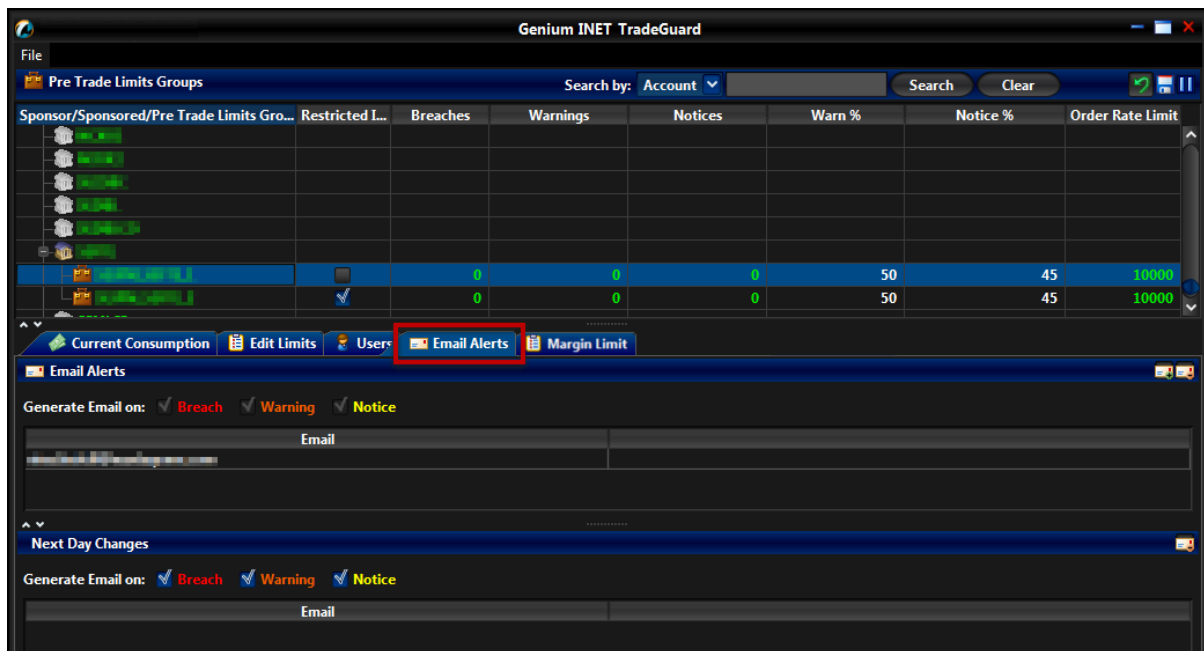 Genium INET TradeGuard
File
Pre Trade Limits Groups Search by: Account Search Clear
Sponsor/Sponsored/Pre Trade Limits Gro... Restricted I... Breaches Warnings Notices Warn % Notice % Order Rate Limit
0 0 0 50 45 10000
0 0 0 50 45 10000
Current Consumption Edit Limits Users Email Alerts Margin Limit
Email Alerts
Generate Email on: Breach Warning Notice
Email
Next Day Changes
Generate Email on: Breach Warning Notice
Email